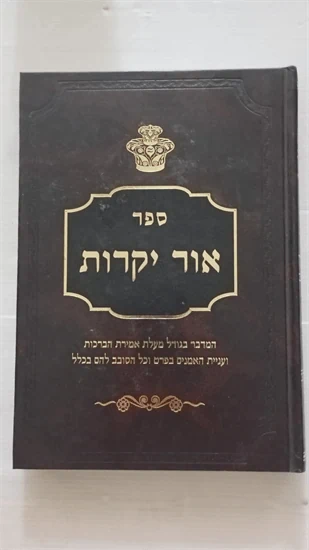 ספר
אור יקרות
המדבר בגודל מעלת אמירת הברכות
ועניית האמנים בפרט וכל הסובב להם בכלל